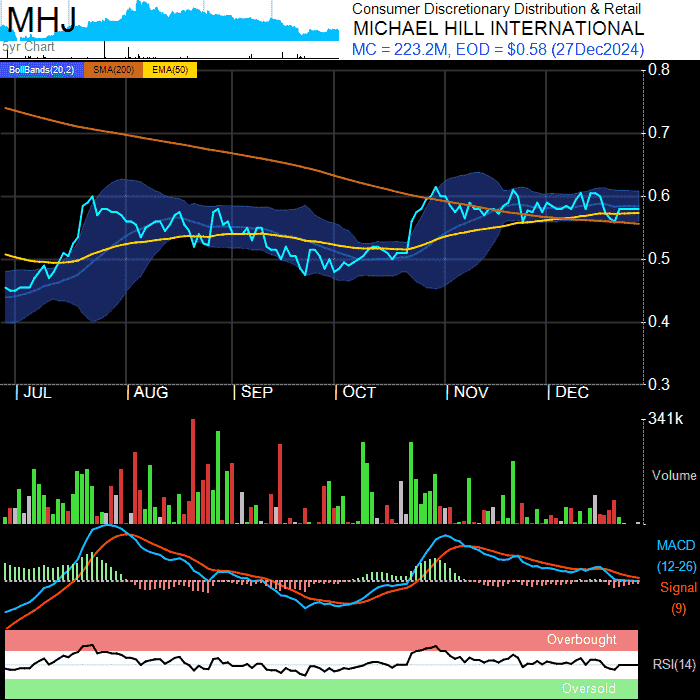 MHJ
5yr Chart
Consumer Discretionary Distribution & Retail
MICHAEL HILL INTERNATIONAL
MC = 223.2M, EOD = $0.58 (27Dec2024)
BollBands(20,2) SMA(200) EMA(50)
0.8
0.7
0.6
0.5
0.4
0.3
JUL AUG SEP OCT NOV DEC
341k
Volume
MACD
(12-26)
Signal
(9)
Overbought
RSI(14)
Oversold